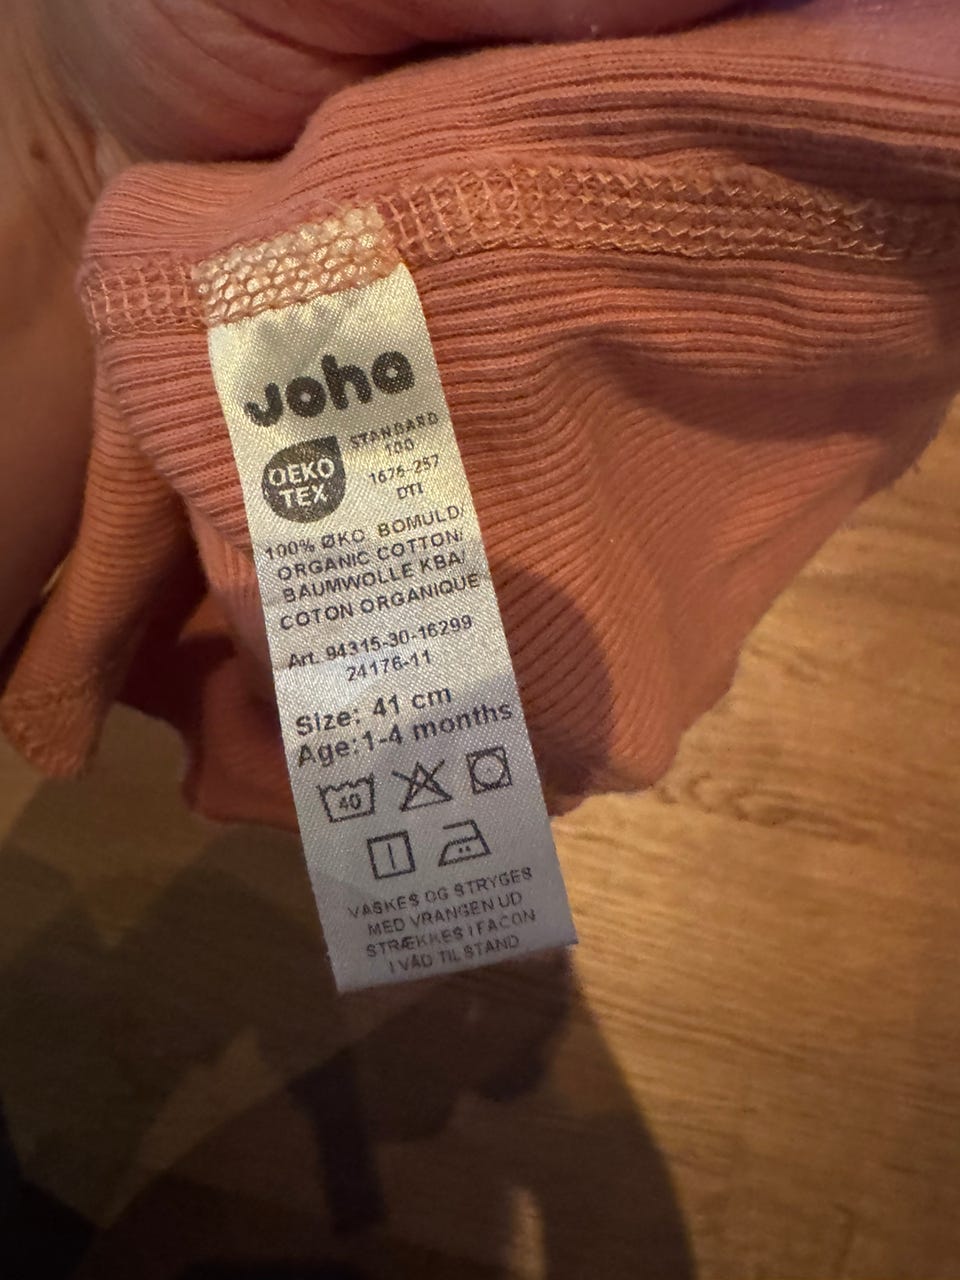 Joha
OEKO
TEX
STANDARD
100
1676-257
DTI
100% ØKO. BOMULD/
ORGANIC COTTON/
BAUMWOLLE KBA/
COTON ORGANIQUE
Art. 94315-30-16299
24176-11
Size: 41 cm
Age:1-4 months
40
VASKES OG STRYGES
MED VRANGEN UD
STRÆKKES I FACON
I VÅD TILSTAND